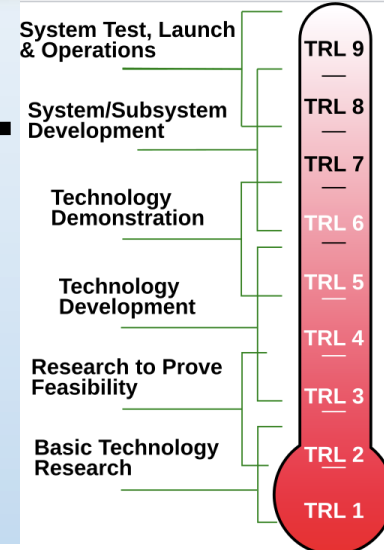 System Test, Launch
& Operations
System/Subsystem
Development
Technology
Demonstration
Technology
Development
Research to Prove
Feasibility
Basic Technology
Research
TRL 9
TRL 8
TRL 7
TRL 6
TRL 5
TRL 4
TRL 3
TRL 2
TRL 1